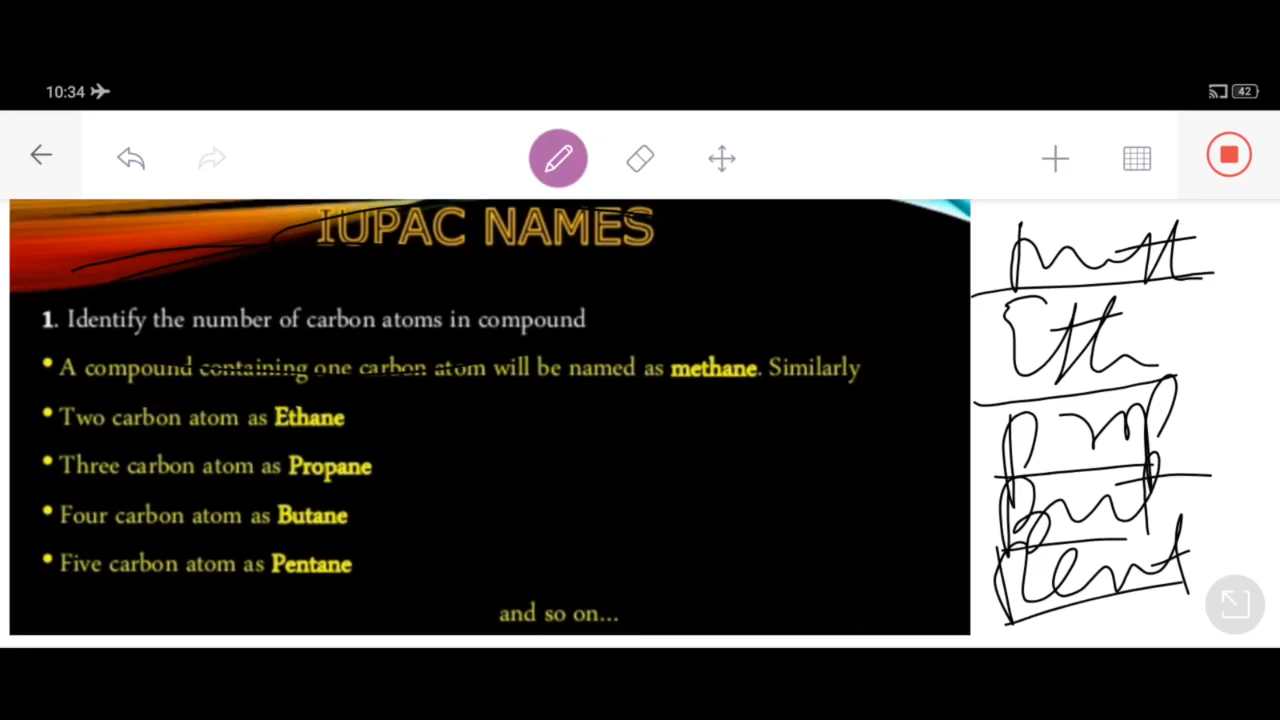 10:34
42
IUPAC NAMES
1. Identify the number of carbon atoms in compound
• A compound containing one carbon atom will be named as methane. Similarly
• Two carbon atom as Ethane
• Three carbon atom as Propane
• Four carbon atom as Butane
• Five carbon atom as Pentane
and so on...
Meth
Eth
Prop
But
Pent